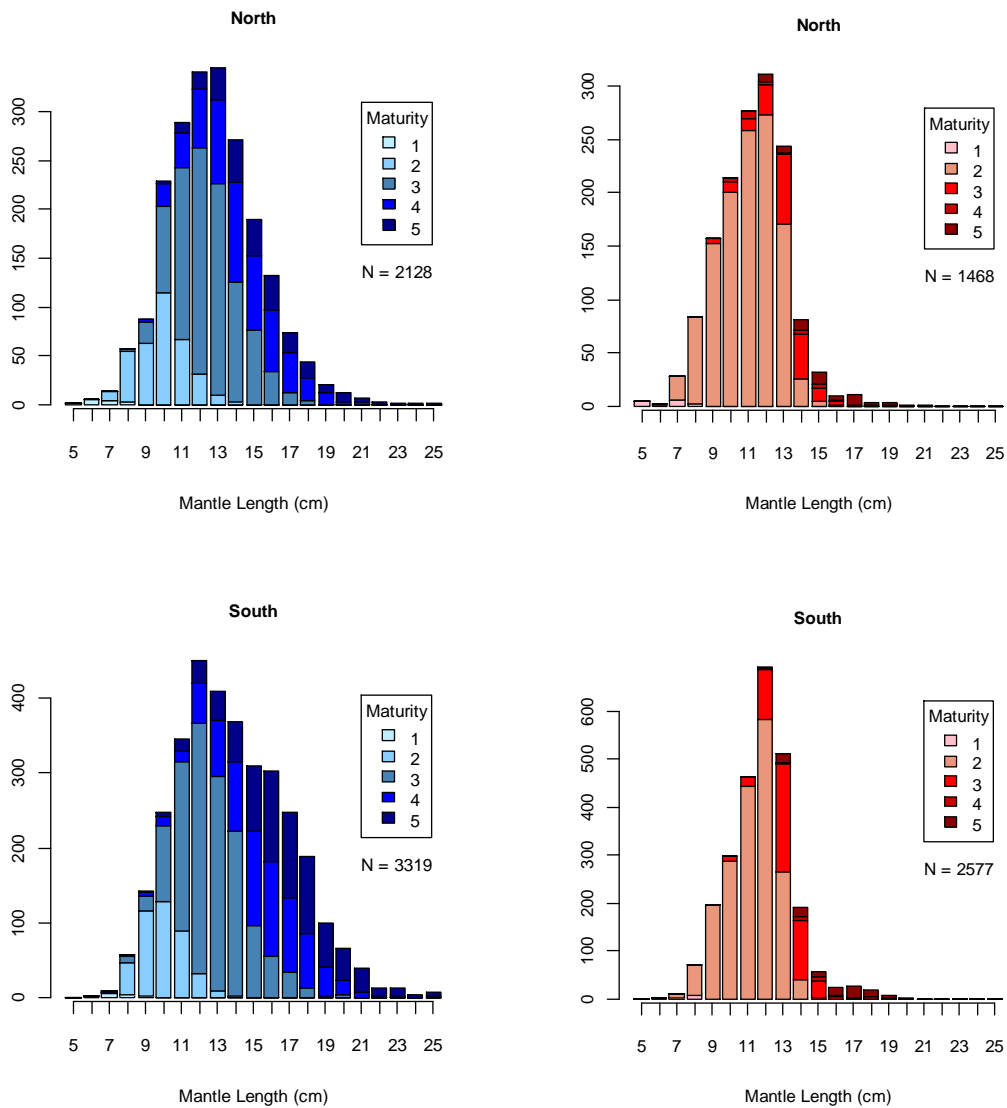 North
0 50 100 150 200 250 300
Maturity
1
2
3
4
5
N = 2128
5 7 9 11 13 15 17 19 21 23 25
Mantle Length (cm)
North
0 50 100 150 200 250 300
Maturity
1
2
3
4
5
N = 1468
5 7 9 11 13 15 17 19 21 23 25
Mantle Length (cm)
South
0 100 200 300 400
Maturity
1
2
3
4
5
N = 3319
5 7 9 11 13 15 17 19 21 23 25
Mantle Length (cm)
South
0 100 200 300 400 500 600
Maturity
1
2
3
4
5
N = 2577
5 7 9 11 13 15 17 19 21 23 25
Mantle Length (cm)